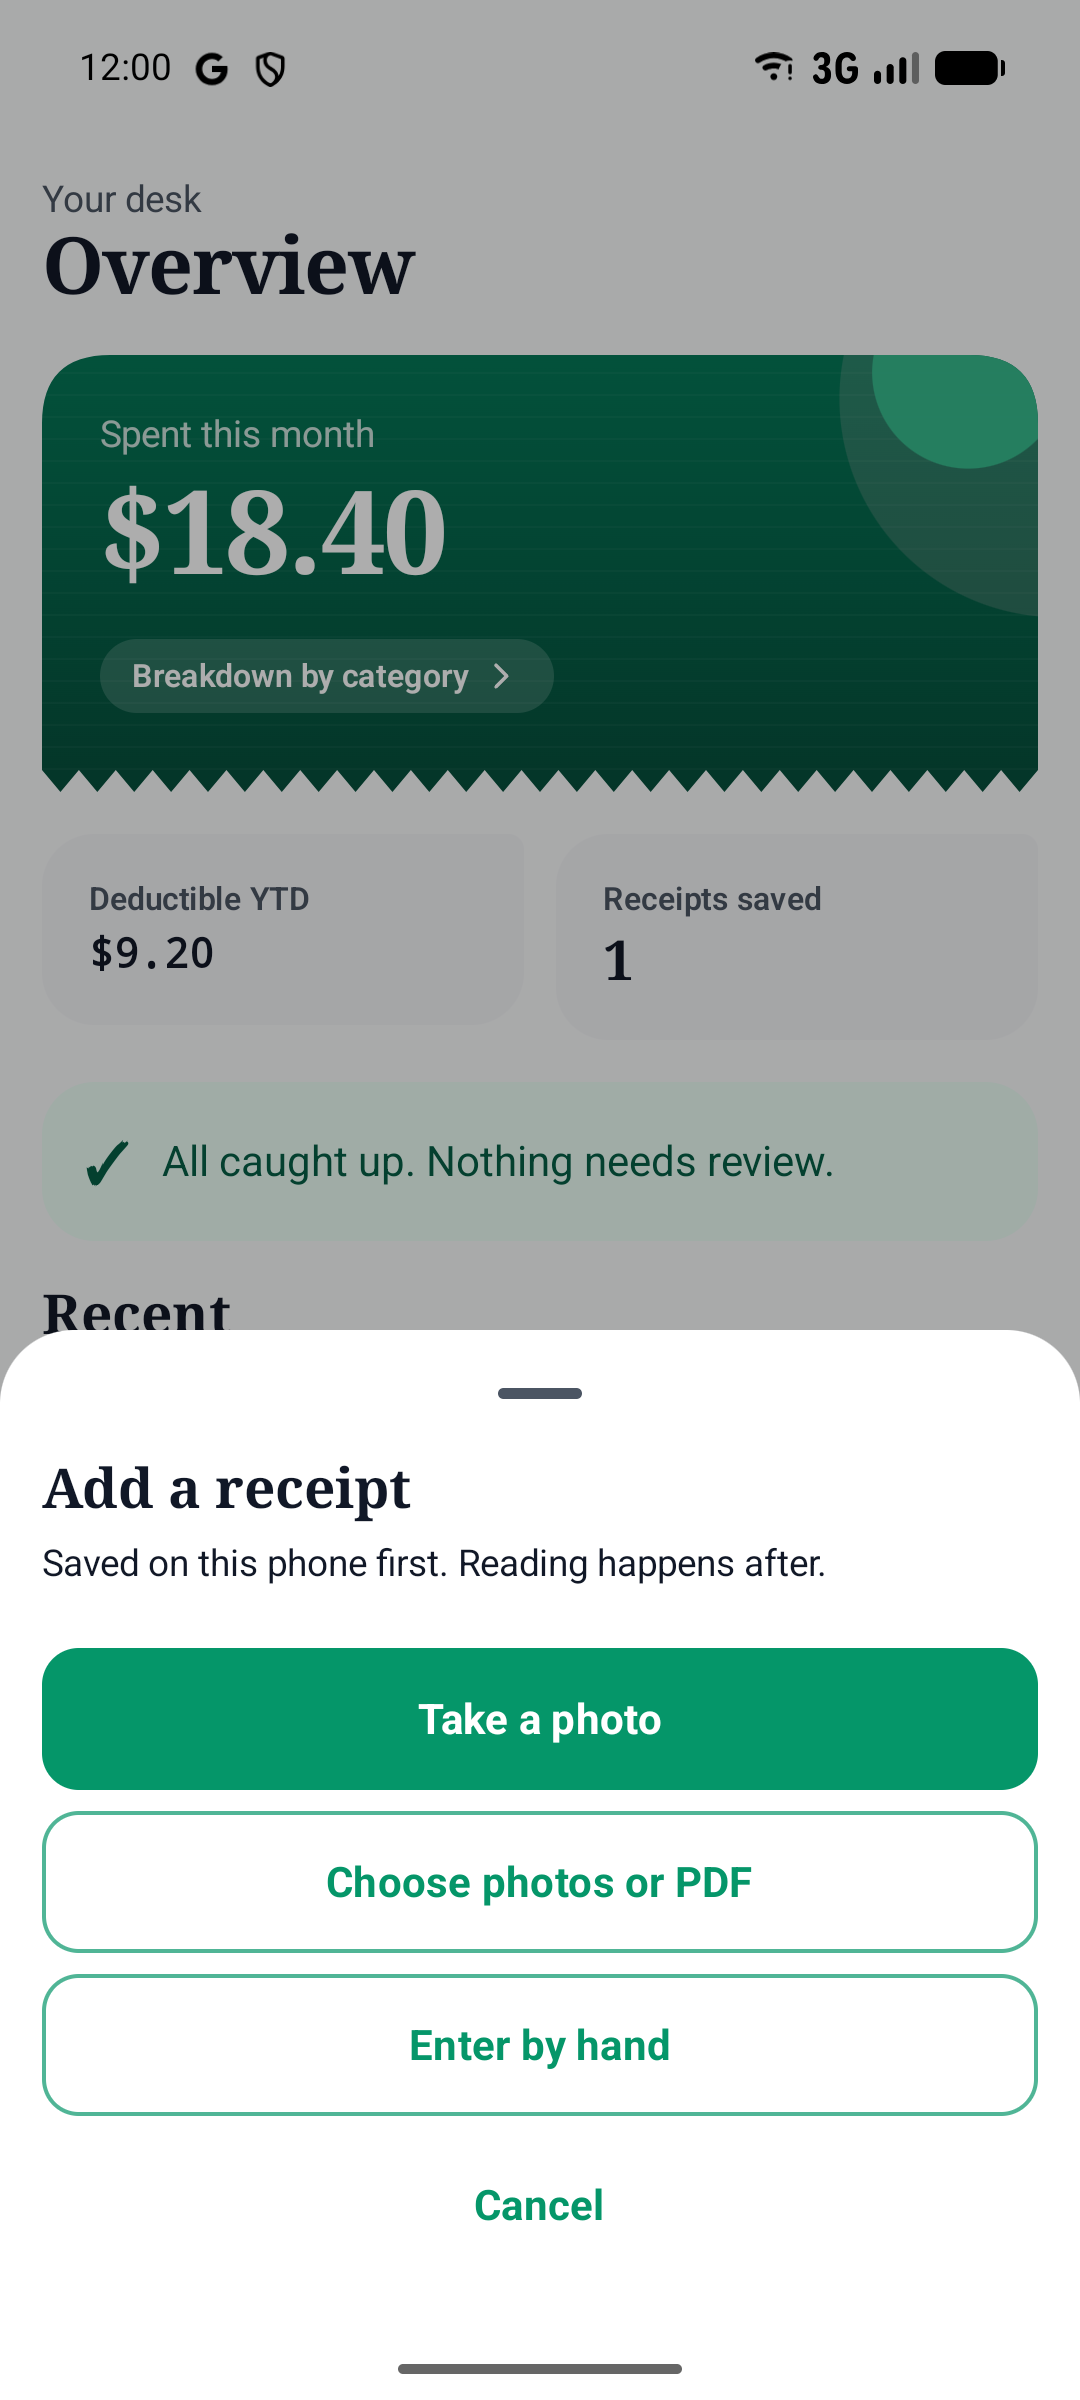 12:00
3G
Your desk
Overview
Spent this month
$18.40
Breakdown by category
Deductible YTD
$9.20
Receipts saved
1
✓ All caught up. Nothing needs review.
Recent
Add a receipt
Saved on this phone first. Reading happens after.
Take a photo
Choose photos or PDF
Enter by hand
Cancel